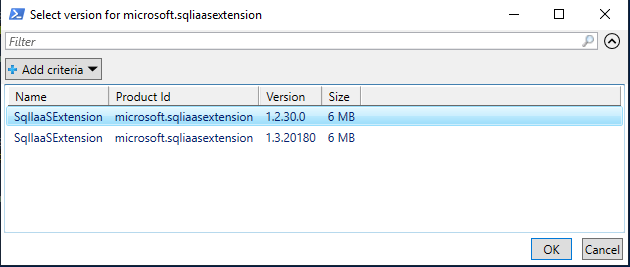 Select version for microsoft.sqliaasextension
Filter
Add criteria
Name Product Id Version Size
SqlIaaSExtension microsoft.sqliaasextension 1.2.30.0 6 MB
SqlIaaSExtension microsoft.sqliaasextension 1.3.20180 6 MB
OK Cancel